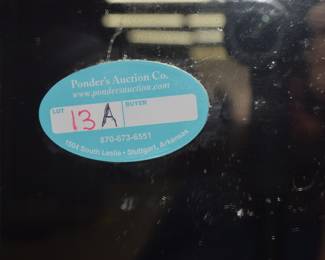 Ponder's Auction Co.
www.pondersauction.com
LOT 13A BUYER
870-673-6551
1504 South Leslie • Stuttgart, Arkansas